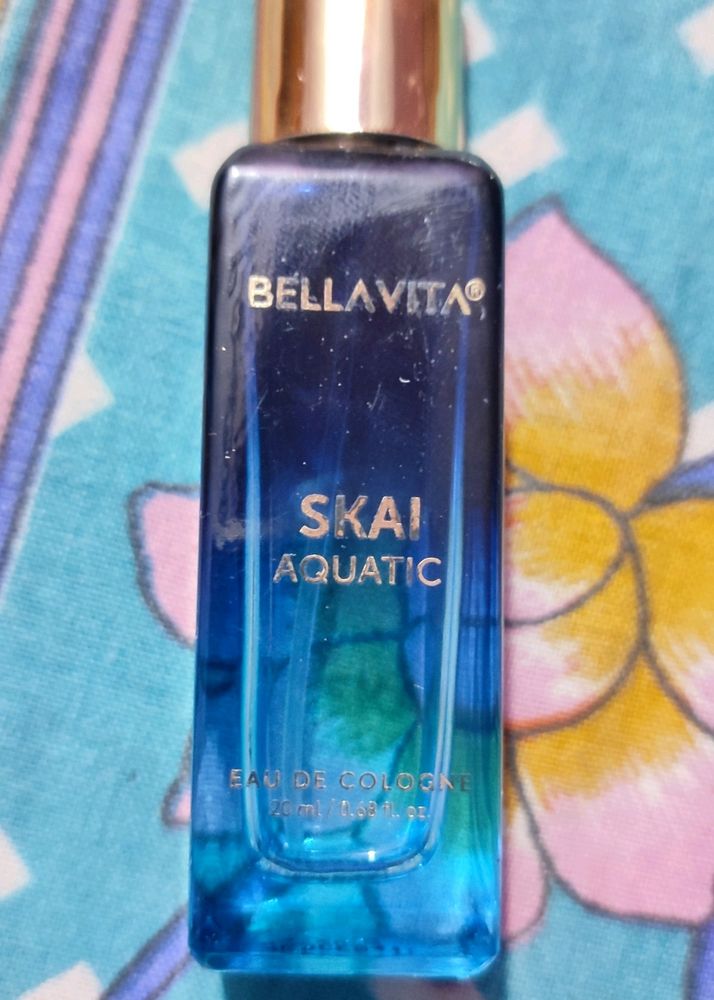 BELLAVITA®
SKAI
AQUATIC
EAU DE COLOGNE
20 ml / 0.68 fl. oz.